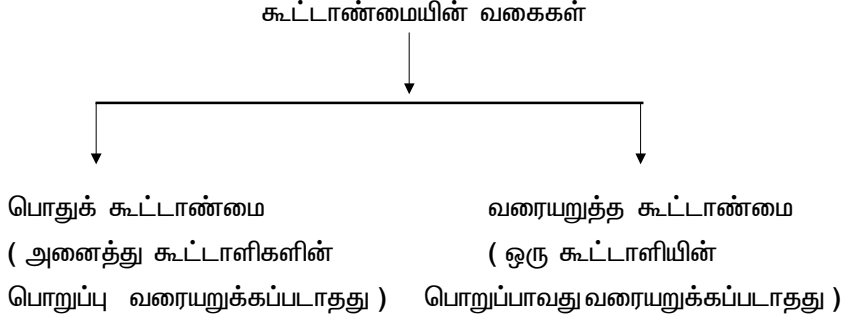 கூட்டாண்மையின் வகைகள்
பொதுக் கூட்டாண்மை
( அனைத்து கூட்டாளிகளின்
பொறுப்பு வரையறுக்கப்படாதது )
வரையறுத்த கூட்டாண்மை
( ஒரு கூட்டாளியின்
பொறுப்பாவது வரையறுக்கப்படாதது )